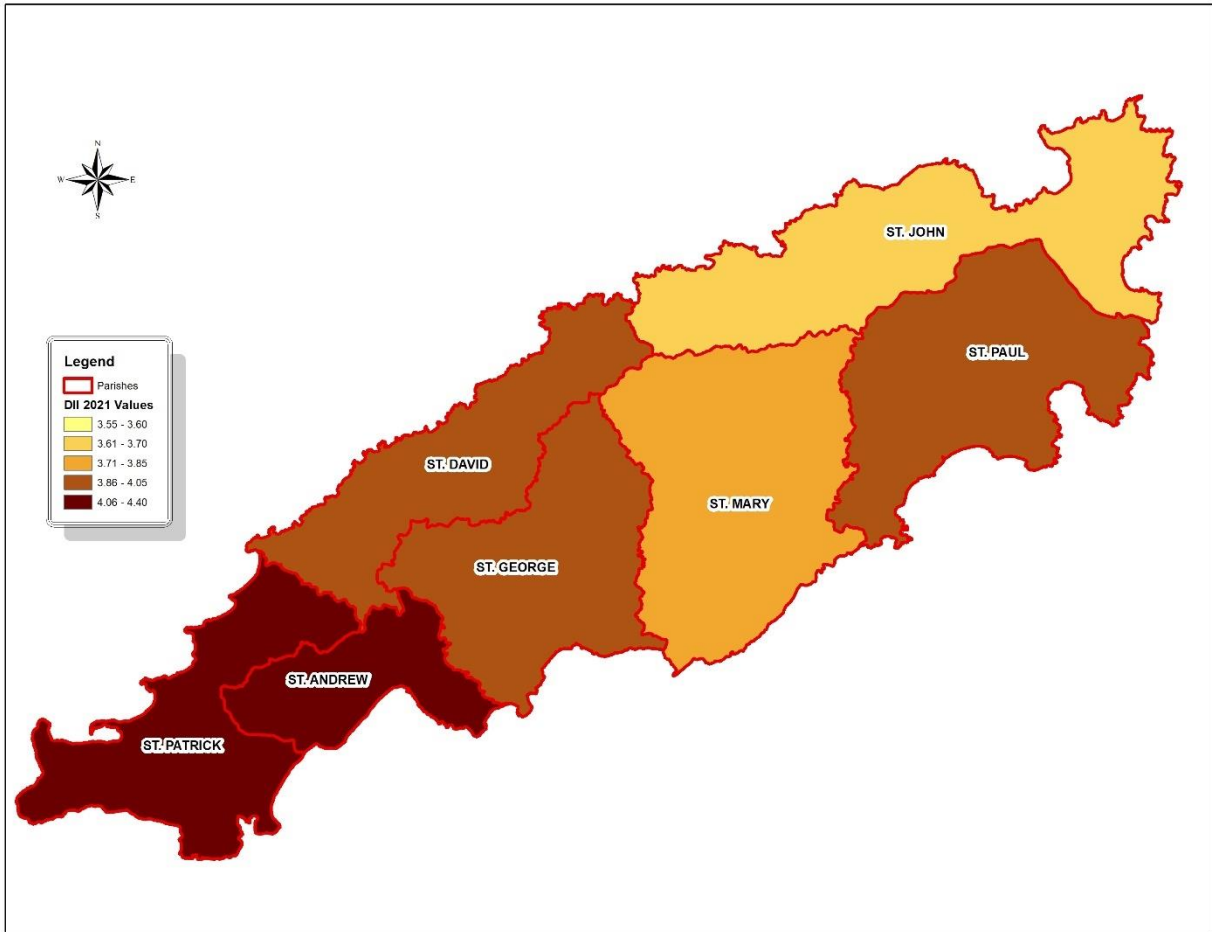 N
W E
S
ST. JOHN
ST. PAUL
ST. DAVID
ST. MARY
ST. GEORGE
ST. ANDREW
ST. PATRICK
Legend
Parishes
DII 2021 Values
3.55 - 3.60
3.61 - 3.70
3.71 - 3.85
3.86 - 4.05
4.06 - 4.40